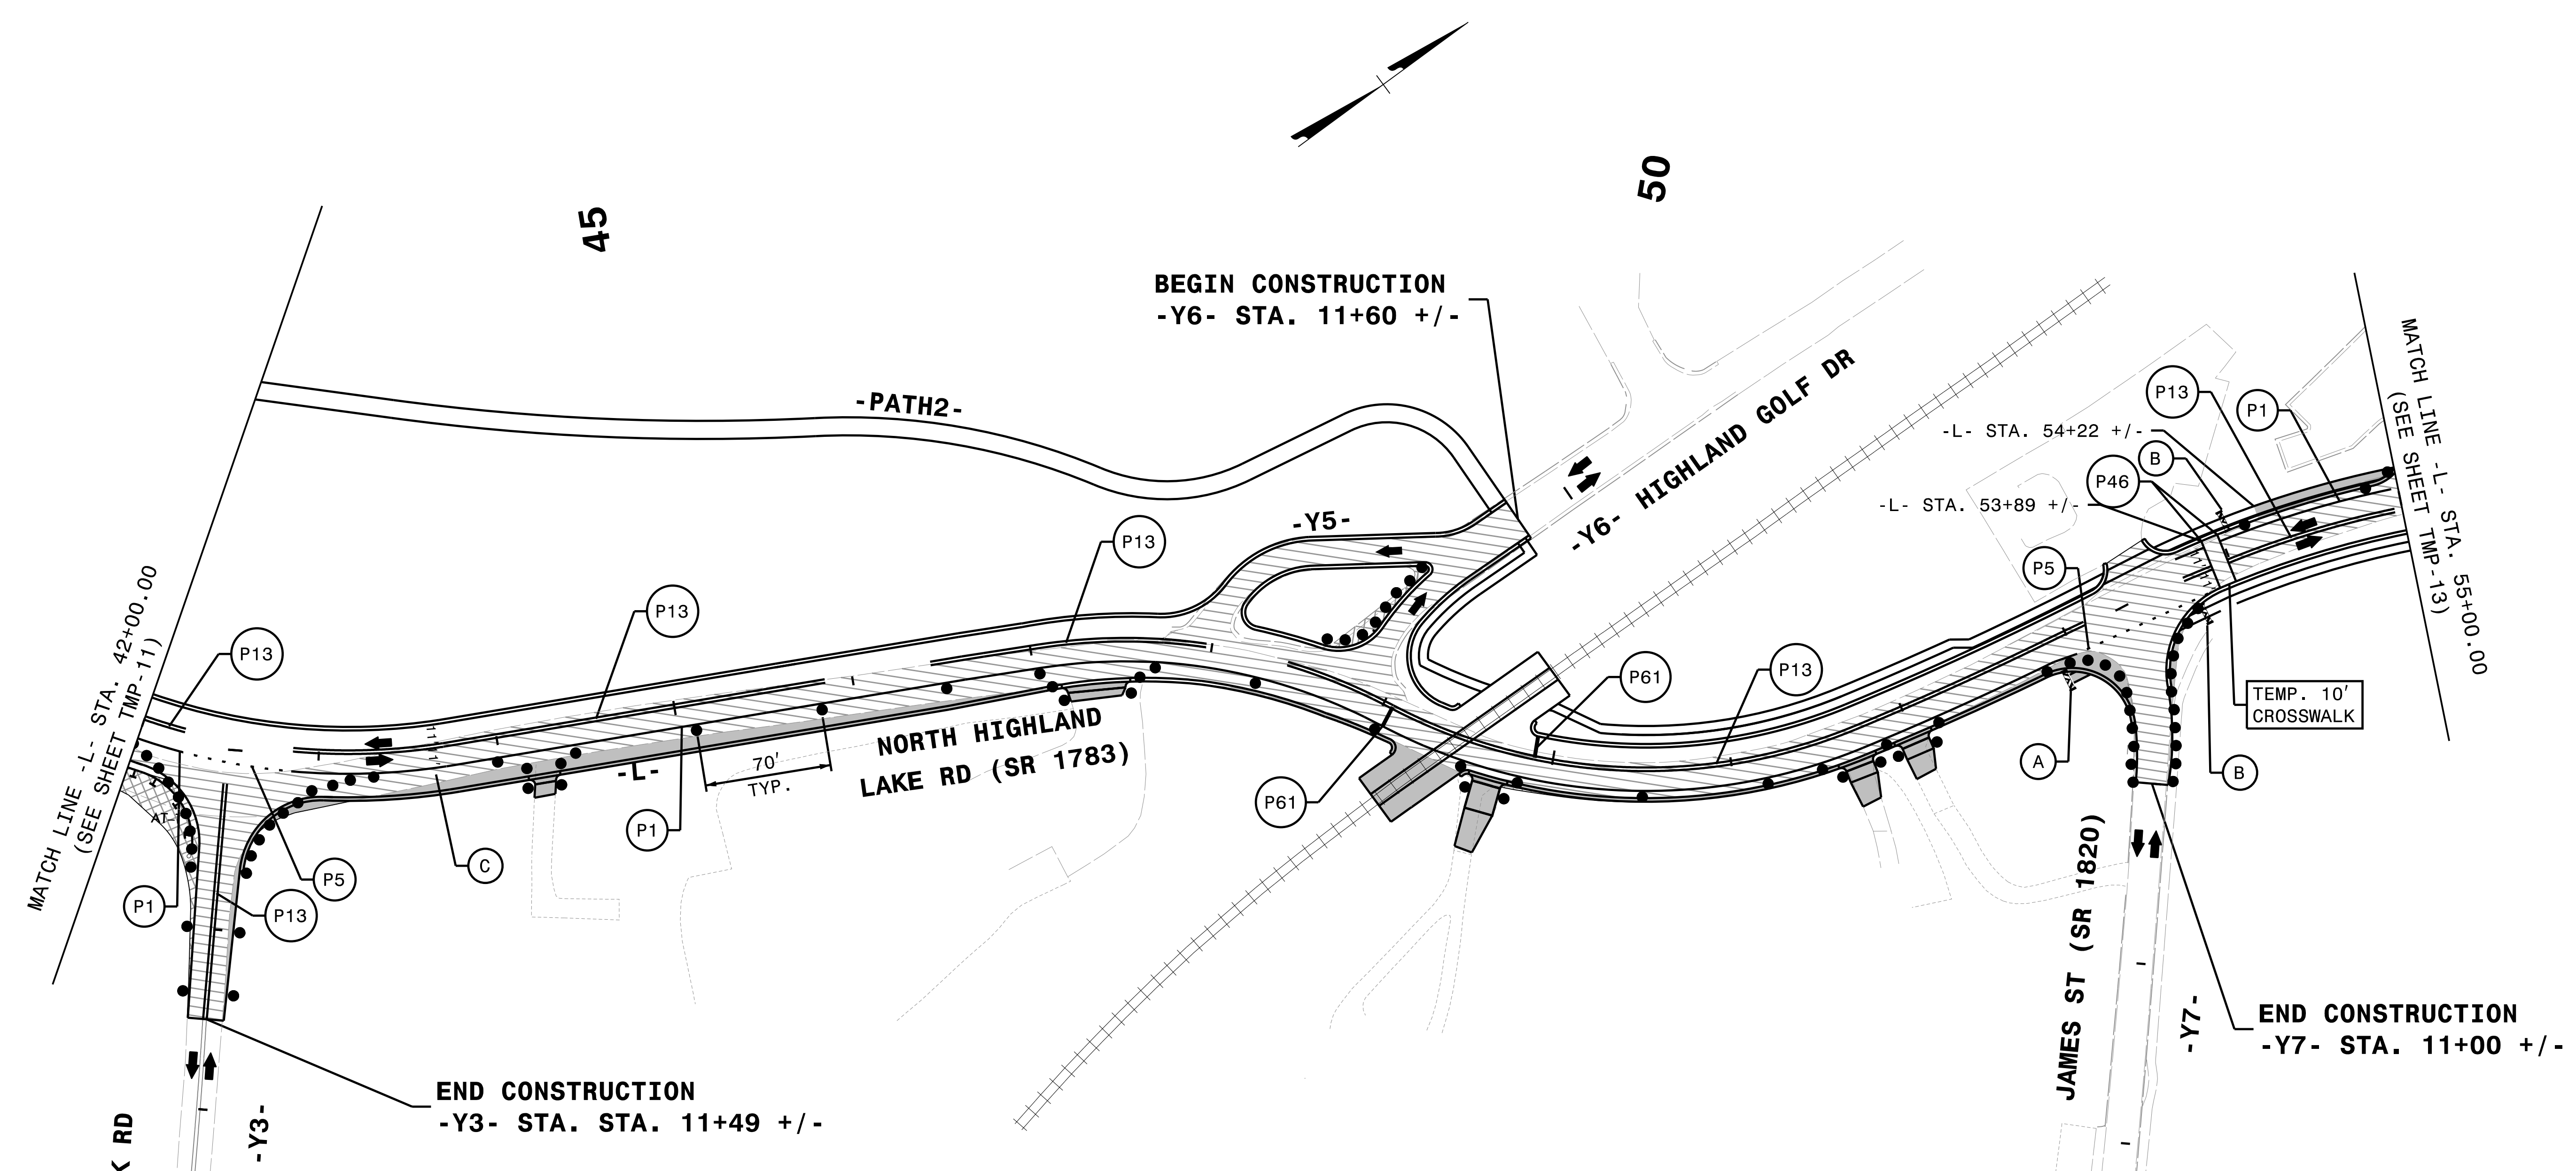 45
50
BEGIN CONSTRUCTION
-Y6- STA. 11+60 +/-
-PATH2-
-Y5-
-Y6- HIGHLAND GOLF DR
MATCH LINE -L- STA. 42+00.00
(SEE SHEET TMP-11)
P13
P13
P13
P1
P5
P13
C
AT-1
P1
70'
TYP.
-L-
NORTH HIGHLAND
LAKE RD (SR 1783)
P61
P61
P13
P5
A
B
TEMP. 10'
CROSSWALK
-L- STA. 53+89 +/-
P46
B
-L- STA. 54+22 +/-
P13
P1
MATCH LINE -L- STA. 55+00.00
(SEE SHEET TMP-13)
JAMES ST (SR 1820)
-Y7-
END CONSTRUCTION
-Y7- STA. 11+00 +/-
END CONSTRUCTION
-Y3- STA. STA. 11+49 +/-
K RD
-Y3-